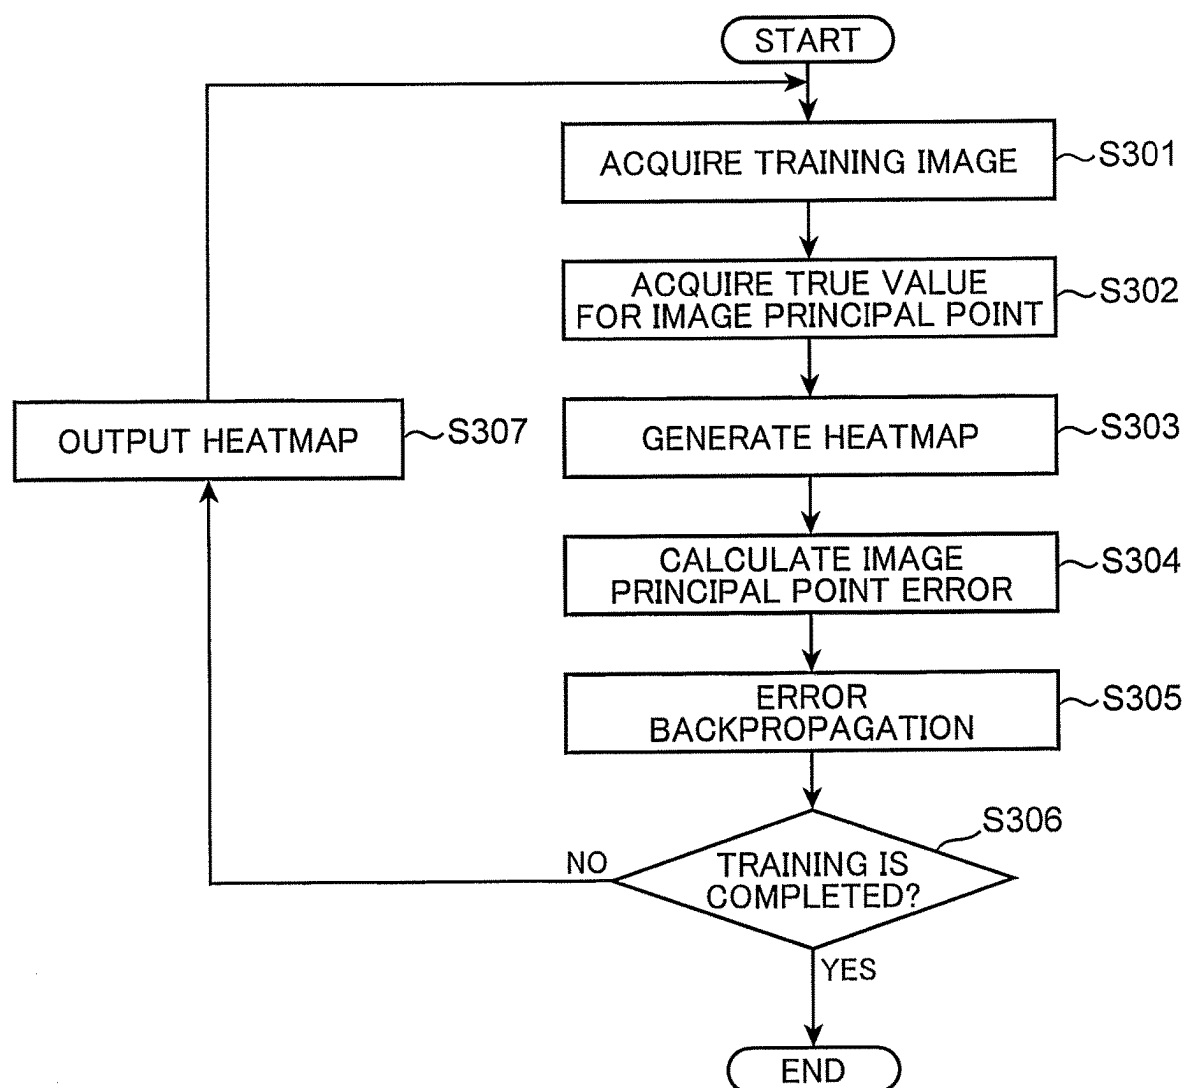 START
ACQUIRE TRAINING IMAGE
S301
ACQUIRE TRUE VALUE
FOR IMAGE PRINCIPAL POINT
S302
OUTPUT HEATMAP
S307
GENERATE HEATMAP
S303
CALCULATE IMAGE
PRINCIPAL POINT ERROR
S304
ERROR
BACKPROPAGATION
S305
S306
NO
TRAINING IS
COMPLETED?
YES
END